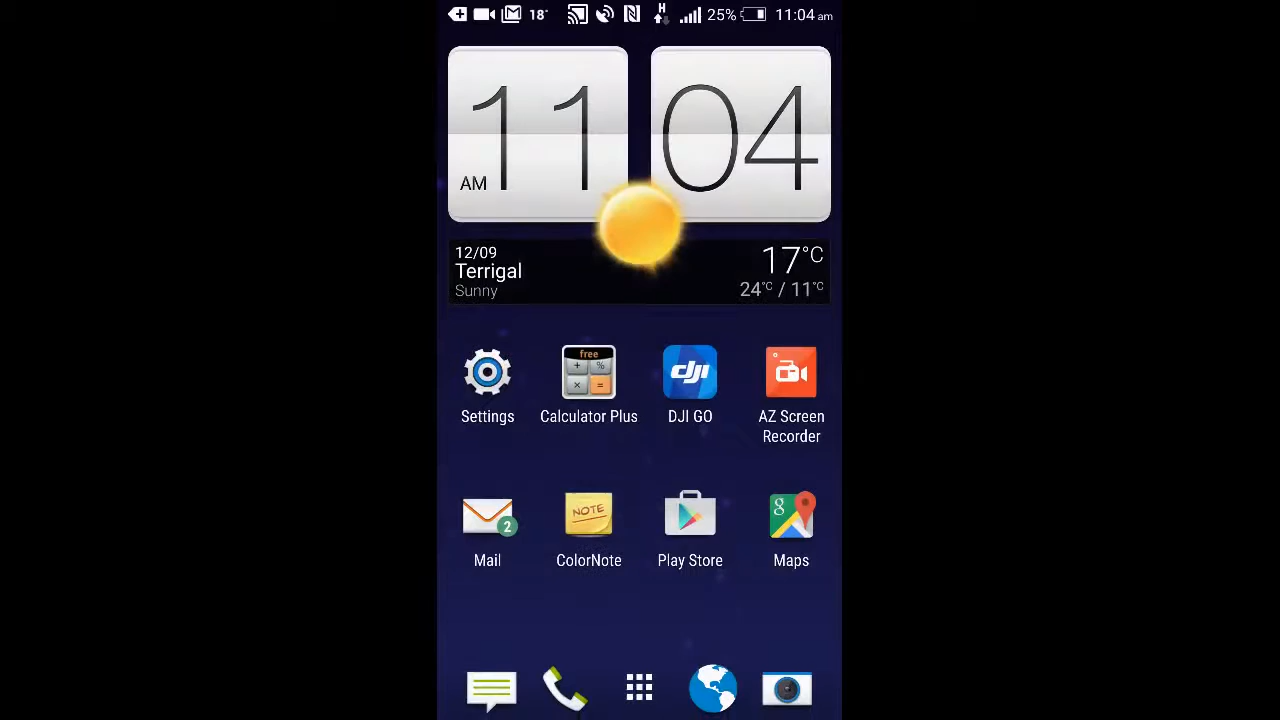 18° H 25% 11:04 am
11 04
AM
12/09 17°C
Terrigal
Sunny 24°C / 11°C
free
+ %
× =
dji
Settings Calculator Plus DJI GO AZ Screen
Recorder
NOTE
g
2
Mail ColorNote Play Store Maps